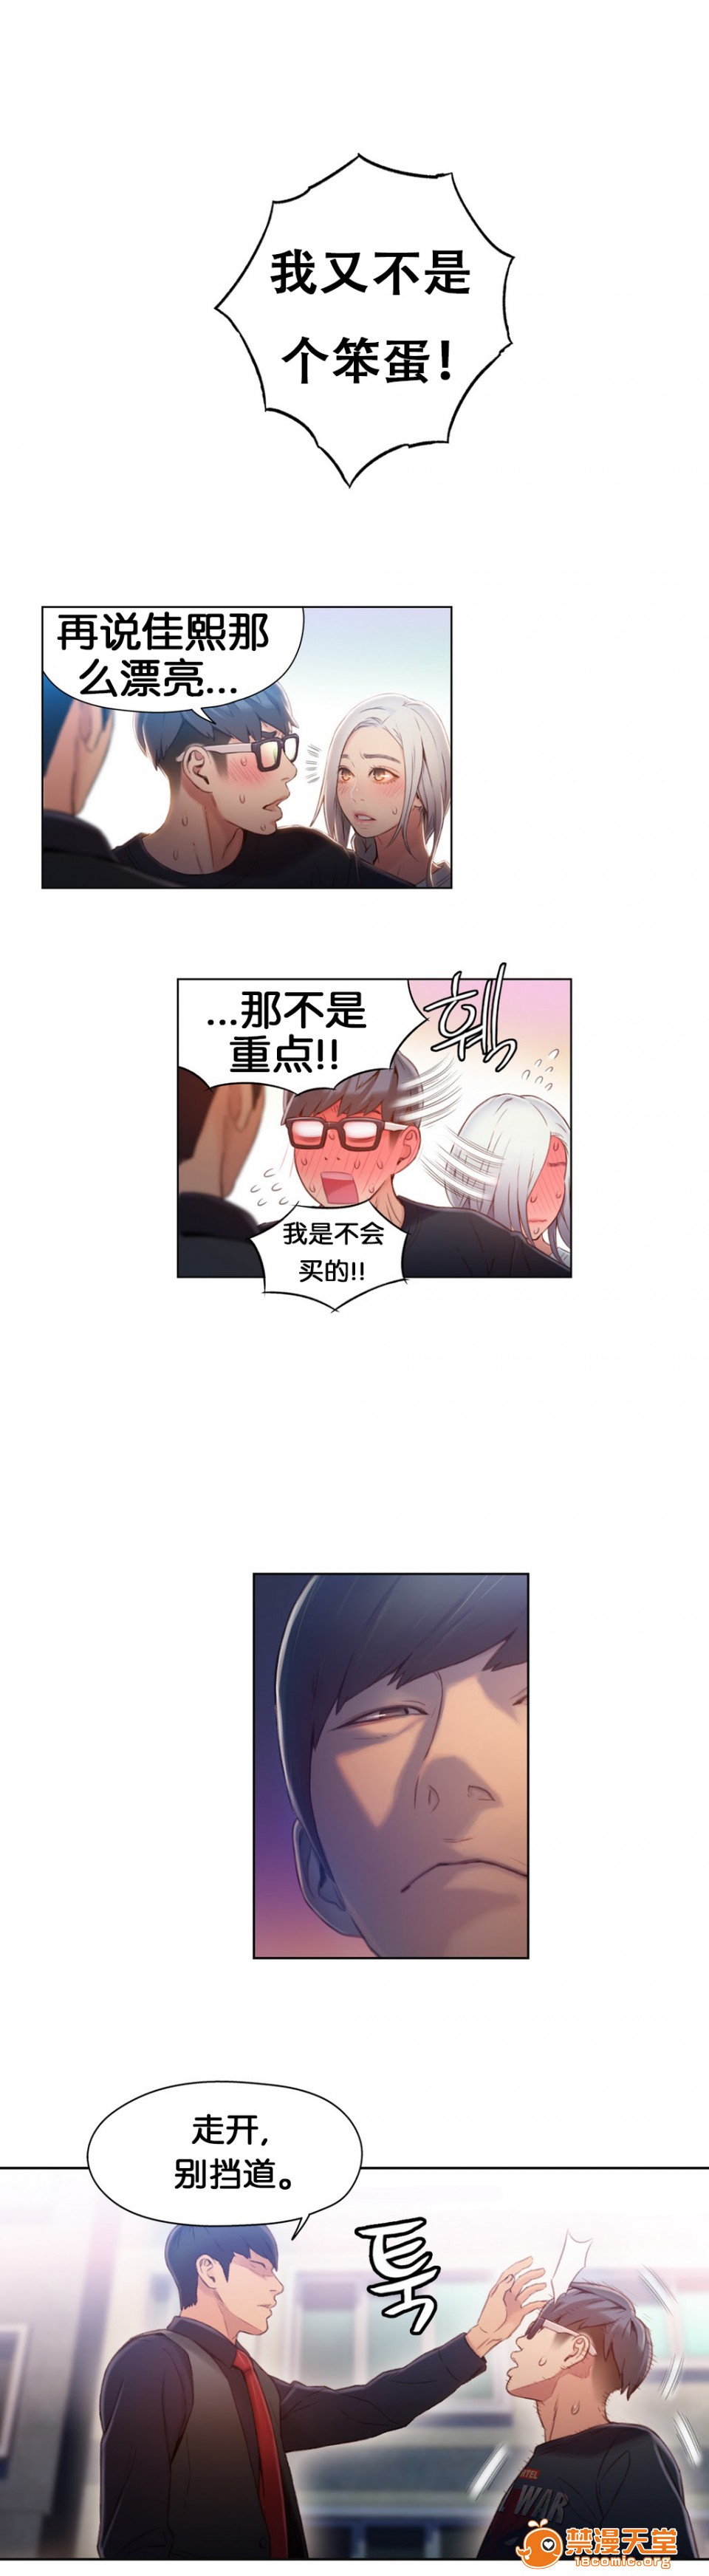 我又不是
个笨蛋!
再说佳熙那
么漂亮...
...那不是
重点!!
휙
我是不会
买的!!
走开,
别挡道。
툭
PATEL
WAR
禁漫天堂
18comic.org